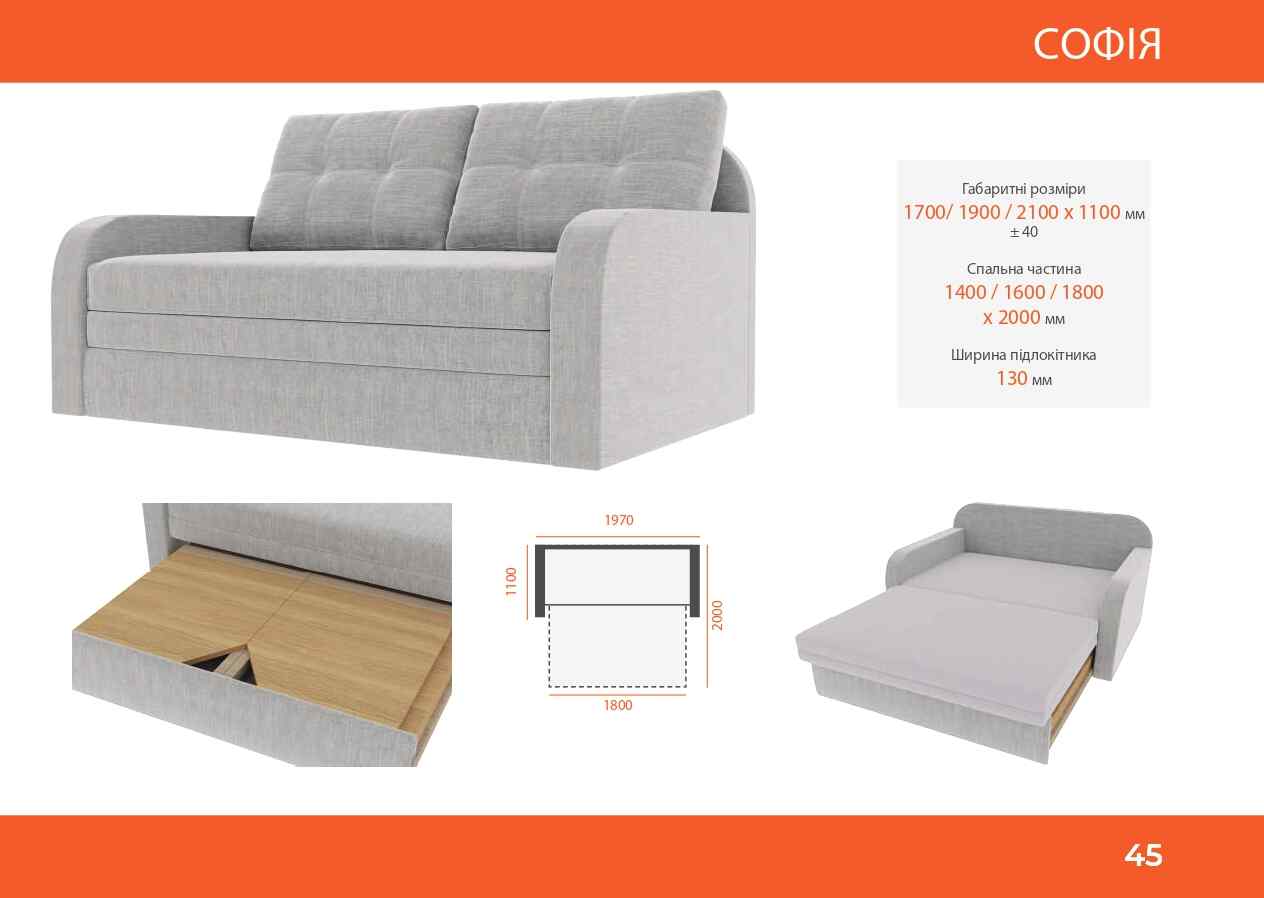 СОФІЯ
Габаритні розміри
1700/ 1900 / 2100 x 1100 мм
± 40
Спальна частина
1400 / 1600 / 1800
x 2000 мм
Ширина підлокітника
130 мм
1970
1100
2000
1800
45